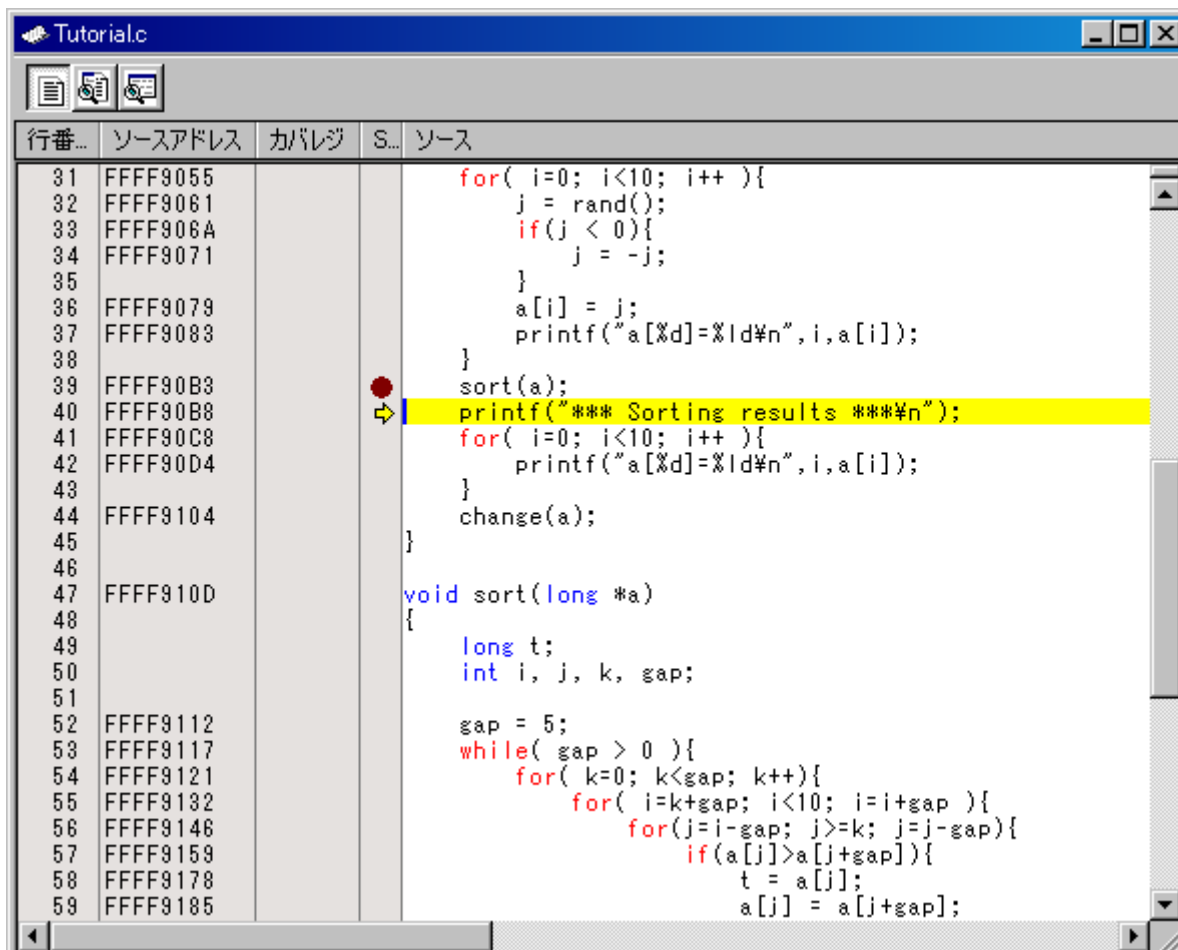 Tutorial.c
行番... ソースアドレス カバレジ S... ソース
31 FFFF9055 for( i=0; i<10; i++ ){
32 FFFF9061 j = rand();
33 FFFF906A if(j < 0){
34 FFFF9071 j = -j;
35 }
36 FFFF9079 a[i] = j;
37 FFFF9083 printf("a[%d]=%ld¥n",i,a[i]);
38 }
39 FFFF90B3 sort(a);
40 FFFF90B8 printf("*** Sorting results ***¥n");
41 FFFF90C8 for( i=0; i<10; i++ ){
42 FFFF90D4 printf("a[%d]=%ld¥n",i,a[i]);
43 }
44 FFFF9104 change(a);
45 }
46
47 FFFF910D void sort(long *a)
48 {
49 long t;
50 int i, j, k, gap;
51
52 FFFF9112 gap = 5;
53 FFFF9117 while( gap > 0 ){
54 FFFF9121 for( k=0; k<gap; k++){
55 FFFF9132 for( i=k+gap; i<10; i=i+gap ){
56 FFFF9146 for(j=i-gap; j>=k; j=j-gap){
57 FFFF9159 if(a[j]>a[j+gap]){
58 FFFF9178 t = a[j];
59 FFFF9185 a[j] = a[j+gap];